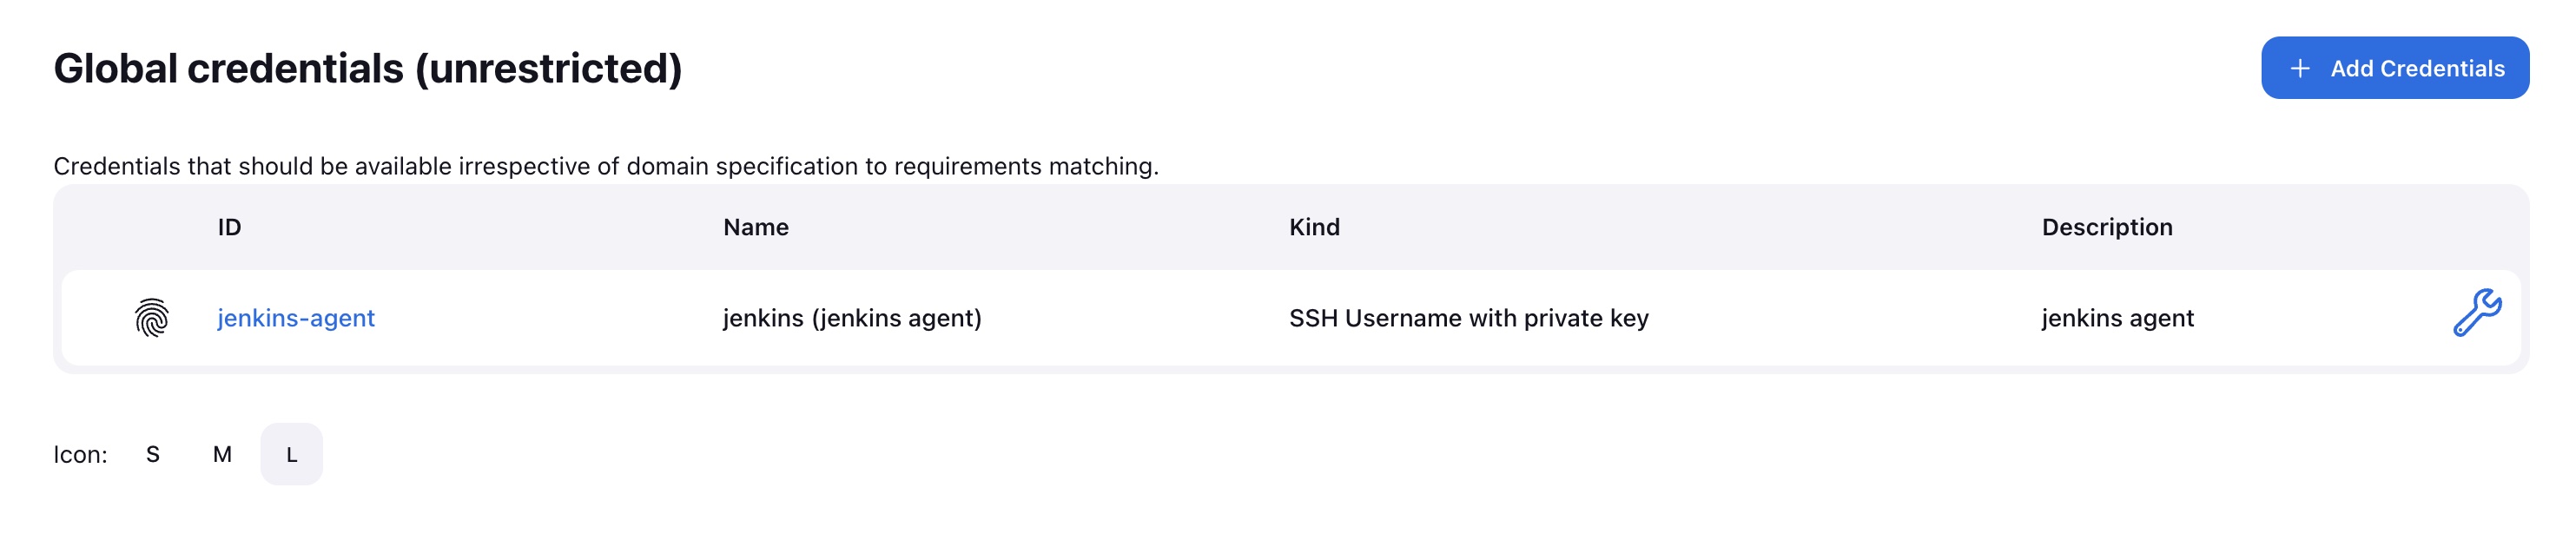 Global credentials (unrestricted)
+ Add Credentials
Credentials that should be available irrespective of domain specification to requirements matching.
ID Name Kind Description
jenkins-agent jenkins (jenkins agent) SSH Username with private key jenkins agent
Icon: S M L